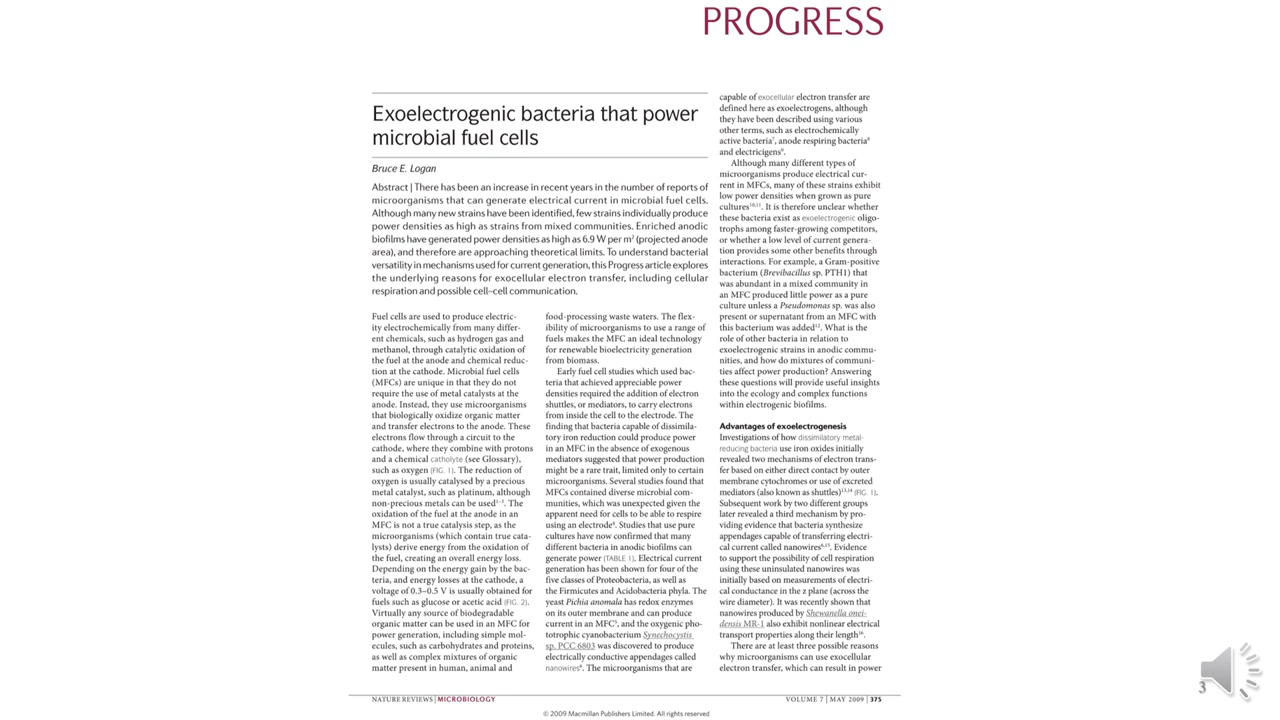 PROGRESS
Exoelectrogenic bacteria that power
microbial fuel cells
Bruce E. Logan
Abstract | There has been an increase in recent years in the number of reports of
microorganisms that can generate electrical current in microbial fuel cells.
Although many new strains have been identified, few strains individually produce
power densities as high as strains from mixed communities. Enriched anodic
biofilms have generated power densities as high as 6.9 W per m² (projected anode
area), and therefore are approaching theoretical limits. To understand bacterial
versatility in mechanisms used for current generation, this Progress article explores
the underlying reasons for exocellular electron transfer, including cellular
respiration and possible cell–cell communication.
Fuel cells are used to produce electric-
ity electrochemically from many differ-
ent chemicals, such as hydrogen gas and
methanol, through catalytic oxidation of
the fuel at the anode and chemical reduc-
tion at the cathode. Microbial fuel cells
(MFCs) are unique in that they do not
require the use of metal catalysts at the
anode. Instead, they use microorganisms
that biologically oxidize organic matter
and transfer electrons to the anode. These
electrons flow through a circuit to the
cathode, where they combine with protons
and a chemical catholyte (see Glossary),
such as oxygen (FIG. 1). The reduction of
oxygen is usually catalysed by a precious
metal catalyst, such as platinum, although
non-precious metals can be used¹⁻³. The
oxidation of the fuel at the anode in an
MFC is not a true catalysis step, as the
microorganisms (which contain true cata-
lysts) derive energy from the oxidation of
the fuel, creating an overall energy loss.
Depending on the energy gain by the bac-
teria, and energy losses at the cathode, a
voltage of 0.3–0.5 V is usually obtained for
fuels such as glucose or acetic acid (FIG. 2).
Virtually any source of biodegradable
organic matter can be used in an MFC for
power generation, including simple mol-
ecules, such as carbohydrates and proteins,
as well as complex mixtures of organic
matter present in human, animal and
food-processing waste waters. The flex-
ibility of microorganisms to use a range of
fuels makes the MFC an ideal technology
for renewable bioelectricity generation
from biomass.
Early fuel cell studies which used bac-
teria that achieved appreciable power
densities required the addition of electron
shuttles, or mediators, to carry electrons
from inside the cell to the electrode. The
finding that bacteria capable of dissimila-
tory iron reduction could produce power
in an MFC in the absence of exogenous
mediators suggested that power production
might be a rare trait, limited only to certain
microorganisms. Several studies found that
MFCs contained diverse microbial com-
munities, which was unexpected given the
apparent need for cells to be able to respire
using an electrode⁴. Studies that use pure
cultures have now confirmed that many
different bacteria in anodic biofilms can
generate power (TABLE 1). Electrical current
generation has been shown for four of the
five classes of Proteobacteria, as well as
the Firmicutes and Acidobacteria phyla. The
yeast Pichia anomala has redox enzymes
on its outer membrane and can produce
current in an MFC⁵, and the oxygenic pho-
totrophic cyanobacterium Synechocystis
sp. PCC 6803 was discovered to produce
electrically conductive appendages called
nanowires⁶. The microorganisms that are
capable of exocellular electron transfer are
defined here as exoelectrogens, although
they have been described using various
other terms, such as electrochemically
active bacteria⁷, anode respiring bacteria⁸
and electricigens⁹.
Although many different types of
microorganisms produce electrical cur-
rent in MFCs, many of these strains exhibit
low power densities when grown as pure
cultures¹⁰,¹¹. It is therefore unclear whether
these bacteria exist as exoelectrogenic oligo-
trophs among faster-growing competitors,
or whether a low level of current genera-
tion provides some other benefits through
interactions. For example, a Gram-positive
bacterium (Brevibacillus sp. PTH1) that
was abundant in a mixed community in
an MFC produced little power as a pure
culture unless a Pseudomonas sp. was also
present or supernatant from an MFC with
this bacterium was added¹². What is the
role of other bacteria in relation to
exoelectrogenic strains in anodic commu-
nities, and how do mixtures of communi-
ties affect power production? Answering
these questions will provide useful insights
into the ecology and complex functions
within electrogenic biofilms.
Advantages of exoelectrogenesis
Investigations of how dissimilatory metal-
reducing bacteria use iron oxides initially
revealed two mechanisms of electron trans-
fer based on either direct contact by outer
membrane cytochromes or use of excreted
mediators (also known as shuttles)¹³,¹⁴ (FIG. 1).
Subsequent work by two different groups
later revealed a third mechanism by pro-
viding evidence that bacteria synthesize
appendages capable of transferring electri-
cal current called nanowires⁶,¹⁵. Evidence
to support the possibility of cell respiration
using these uninsulated nanowires was
initially based on measurements of electri-
cal conductance in the z plane (across the
wire diameter). It was recently shown that
nanowires produced by Shewanella onei-
densis MR-1 also exhibit nonlinear electrical
transport properties along their length¹⁶.
There are at least three possible reasons
why microorganisms can use exocellular
electron transfer, which can result in power
NATURE REVIEWS | MICROBIOLOGY
VOLUME 7 | MAY 2009 | 375
© 2009 Macmillan Publishers Limited. All rights reserved
3